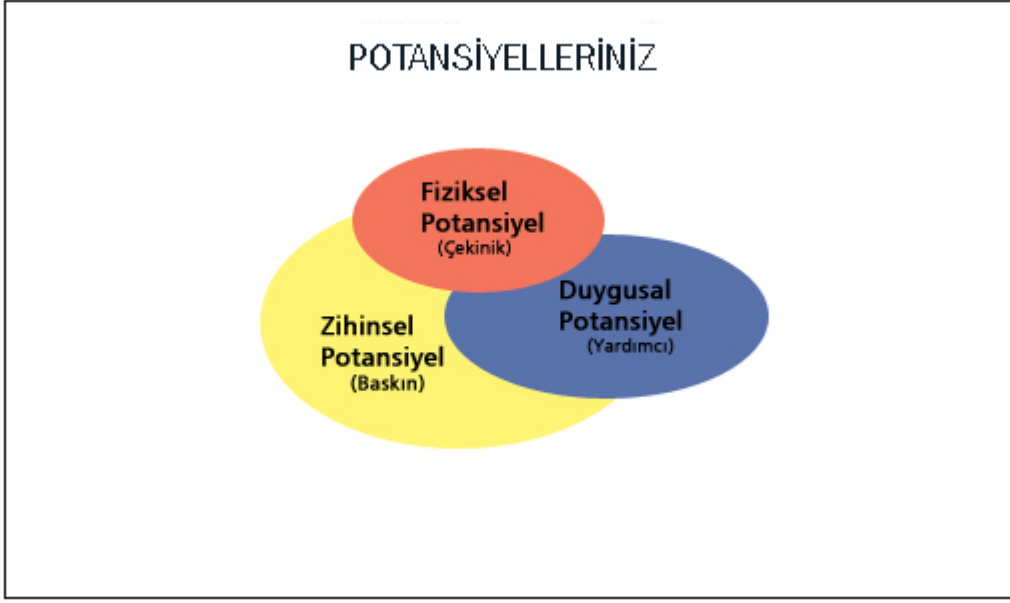 POTANSİYELLERİNİZ
Fiziksel
Potansiyel
(Çekinik)
Duygusal
Potansiyel
(Yardımcı)
Zihinsel
Potansiyel
(Baskın)